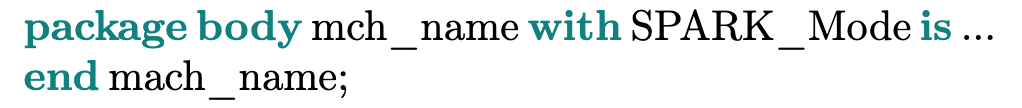 package body mch_name with SPARK_Mode is ...
end mach_name;